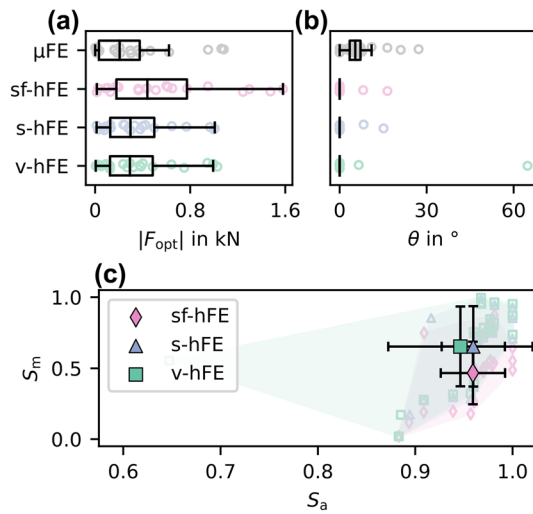 (a)
(b)
µFE
sf-hFE
s-hFE
v-hFE
0
0.8
1.6
0
60
|F_opt| in kN
θ in °
(c)
1.0
0.5
0.0
S_m
sf-hFE
s-hFE
v-hFE
0.6
0.7
0.8
0.9
1.0
S_a